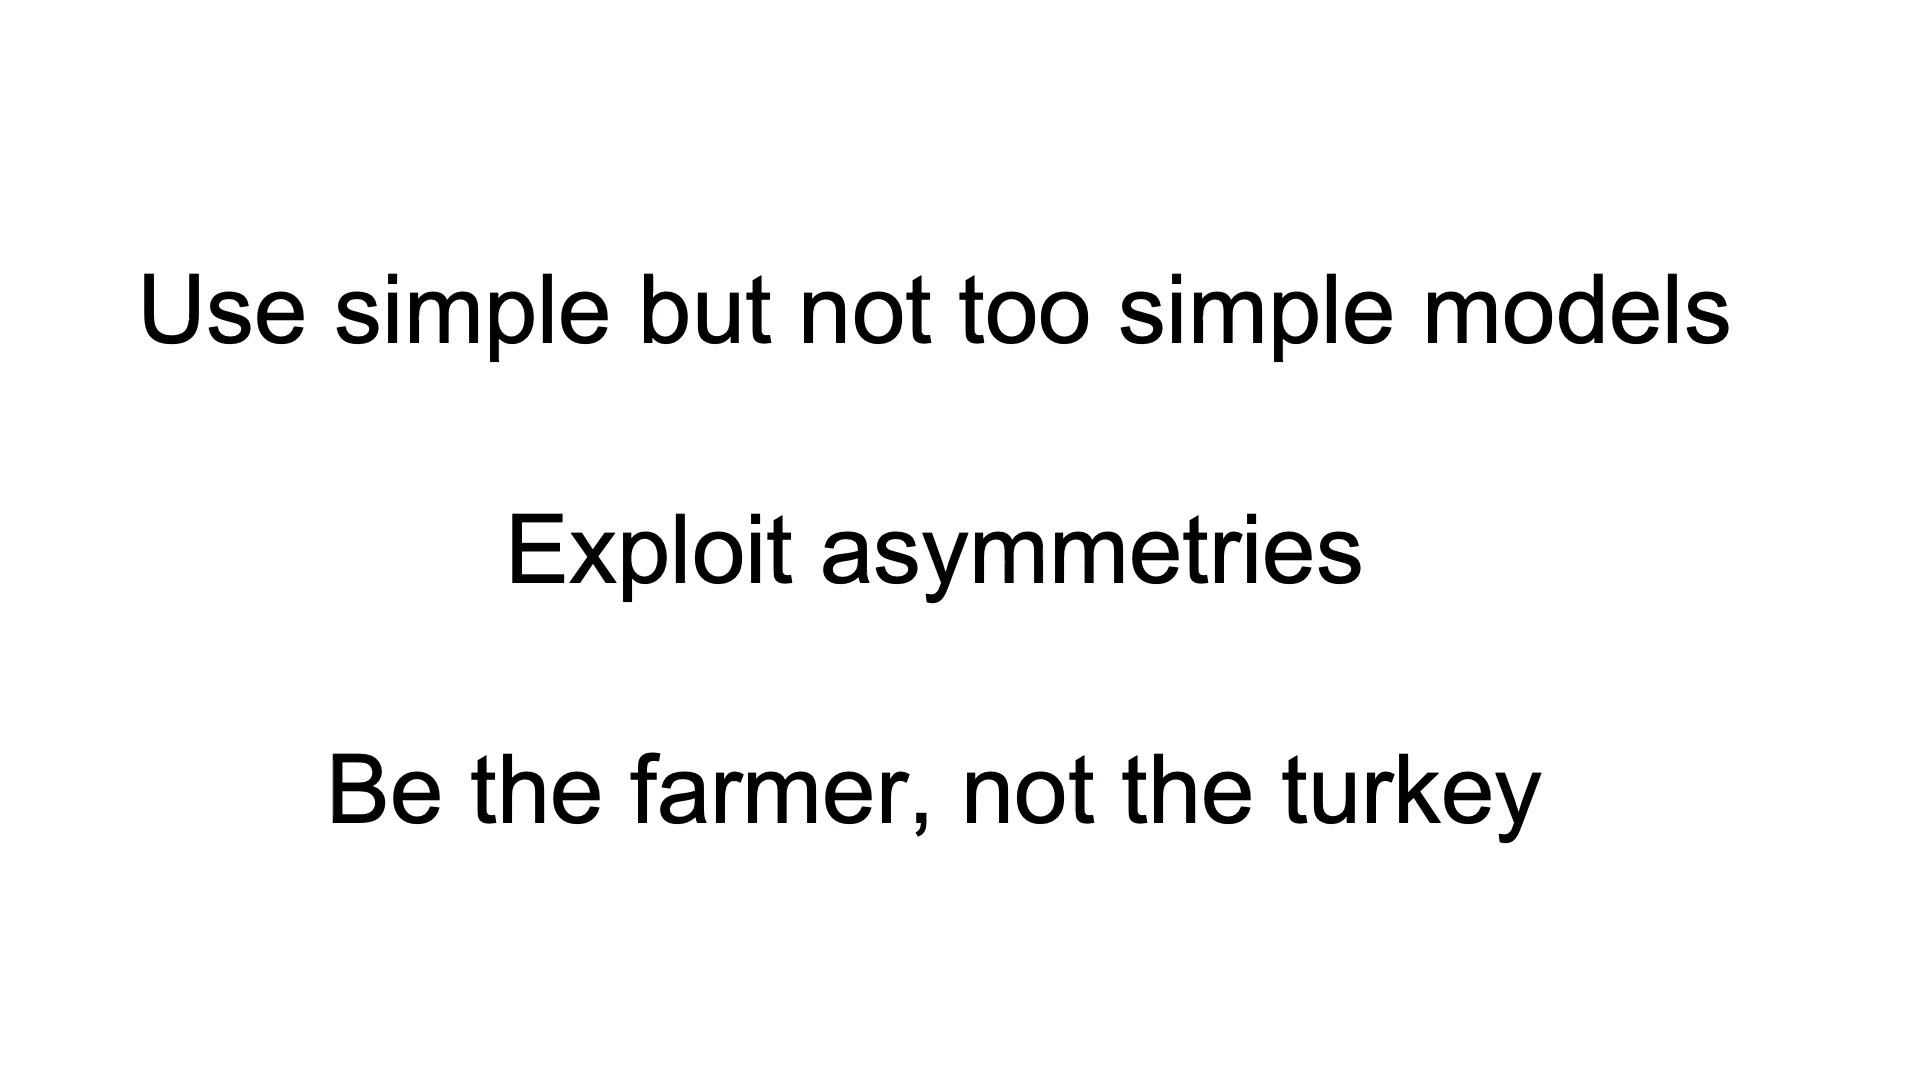 Use simple but not too simple models
Exploit asymmetries
Be the farmer, not the turkey